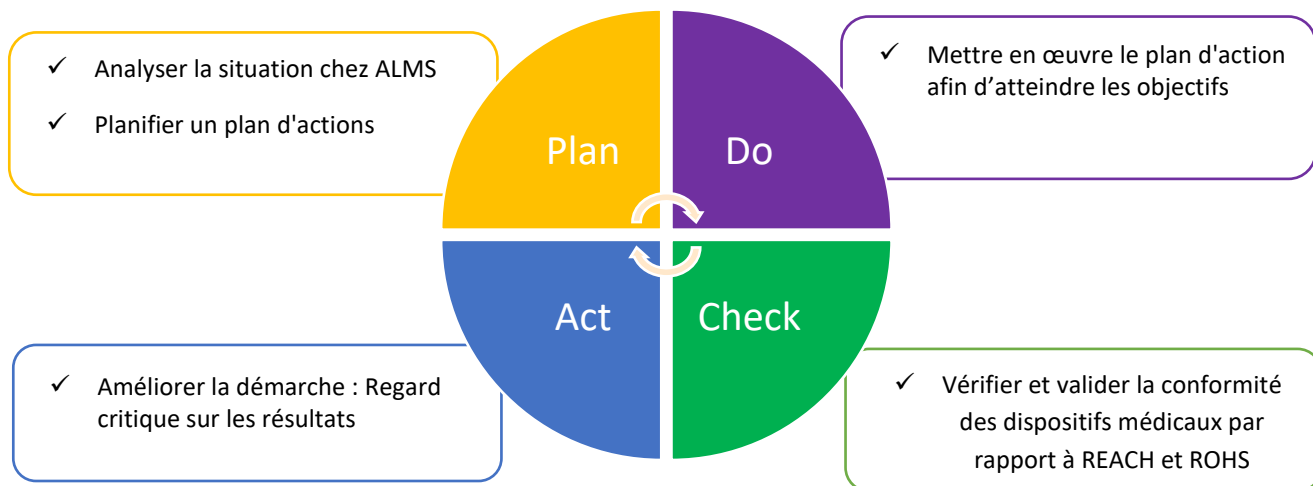 ✓ Analyser la situation chez ALMS
✓ Planifier un plan d'actions
Plan
Do
✓ Mettre en œuvre le plan d'action
afin d’atteindre les objectifs
Act
Check
✓ Améliorer la démarche : Regard
critique sur les résultats
✓ Vérifier et valider la conformité
des dispositifs médicaux par
rapport à REACH et ROHS